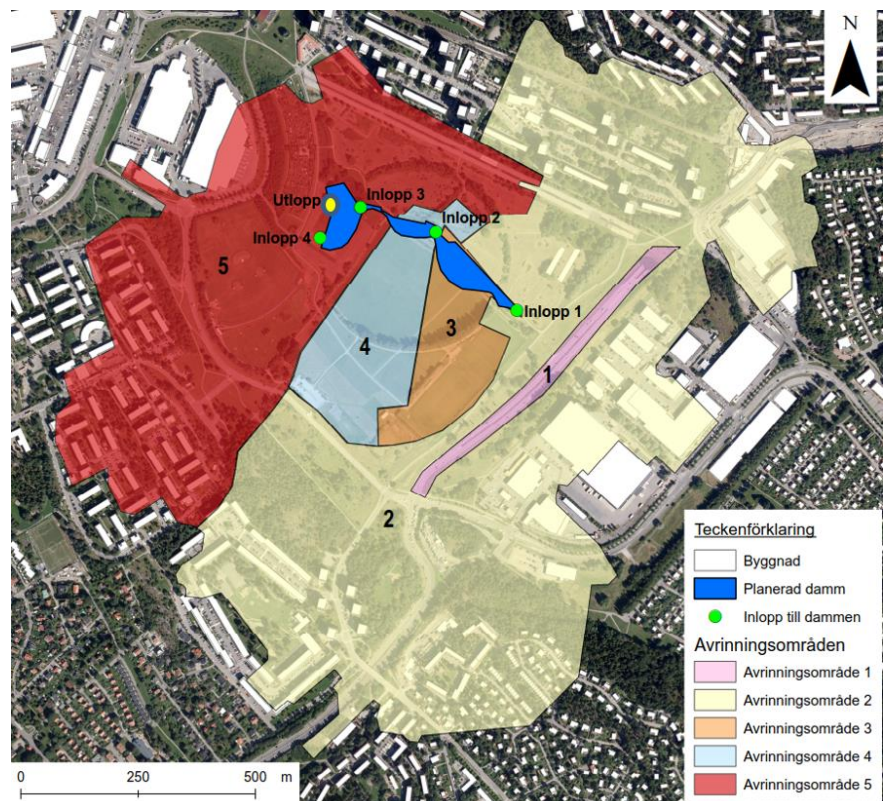 N
Inlopp 3
Utlopp
Inlopp 2
Inlopp 4
5
Inlopp 1
3
4
1
2
Teckenförklaring
Byggnad
Planerad damm
Inlopp till dammen
Avrinningsområden
Avrinningsområde 1
Avrinningsområde 2
Avrinningsområde 3
Avrinningsområde 4
Avrinningsområde 5
0 250 500 m